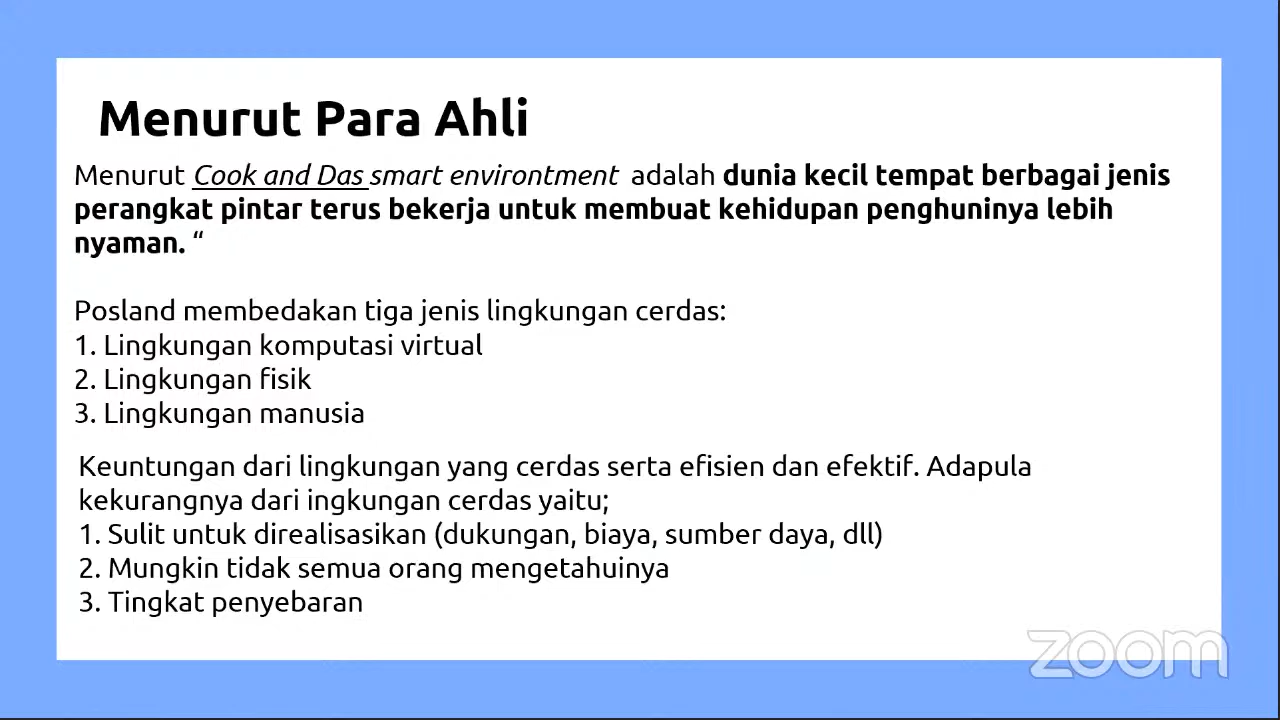 Menurut Para Ahli
Menurut Cook and Das smart environtment adalah dunia kecil tempat berbagai jenis
perangkat pintar terus bekerja untuk membuat kehidupan penghuninya lebih
nyaman. “
Posland membedakan tiga jenis lingkungan cerdas:
1. Lingkungan komputasi virtual
2. Lingkungan fisik
3. Lingkungan manusia
Keuntungan dari lingkungan yang cerdas serta efisien dan efektif. Adapula
kekurangnya dari ingkungan cerdas yaitu;
1. Sulit untuk direalisasikan (dukungan, biaya, sumber daya, dll)
2. Mungkin tidak semua orang mengetahuinya
3. Tingkat penyebaran
zoom